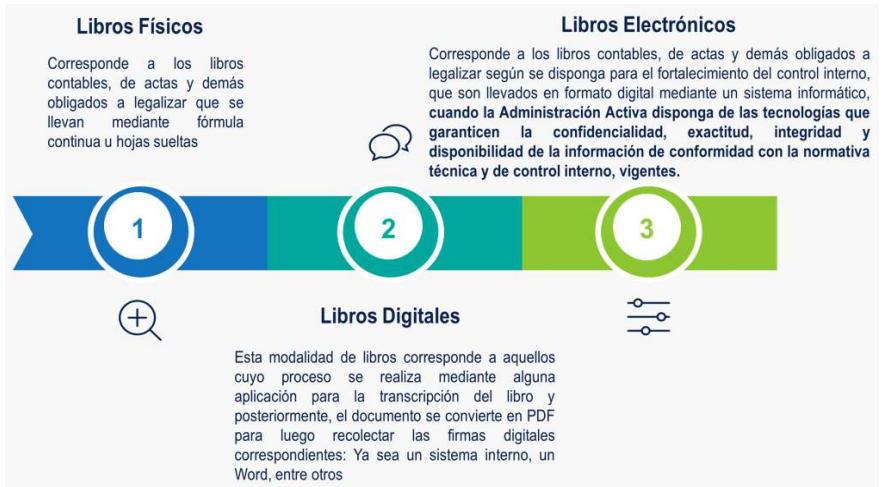 Libros Físicos
Corresponde a los libros
contables, de actas y demás
obligados a legalizar que se
llevan mediante fórmula
continua u hojas sueltas
Libros Electrónicos
Corresponde a los libros contables, de actas y demás obligados a
legalizar según se disponga para el fortalecimiento del control interno,
que son llevados en formato digital mediante un sistema informático,
cuando la Administración Activa disponga de las tecnologías que
garanticen la confidencialidad, exactitud, integridad y
disponibilidad de la información de conformidad con la normativa
técnica y de control interno, vigentes.
1
2
3
Libros Digitales
Esta modalidad de libros corresponde a aquellos
cuyo proceso se realiza mediante alguna
aplicación para la transcripción del libro y
posteriormente, el documento se convierte en PDF
para luego recolectar las firmas digitales
correspondientes: Ya sea un sistema interno, un
Word, entre otros